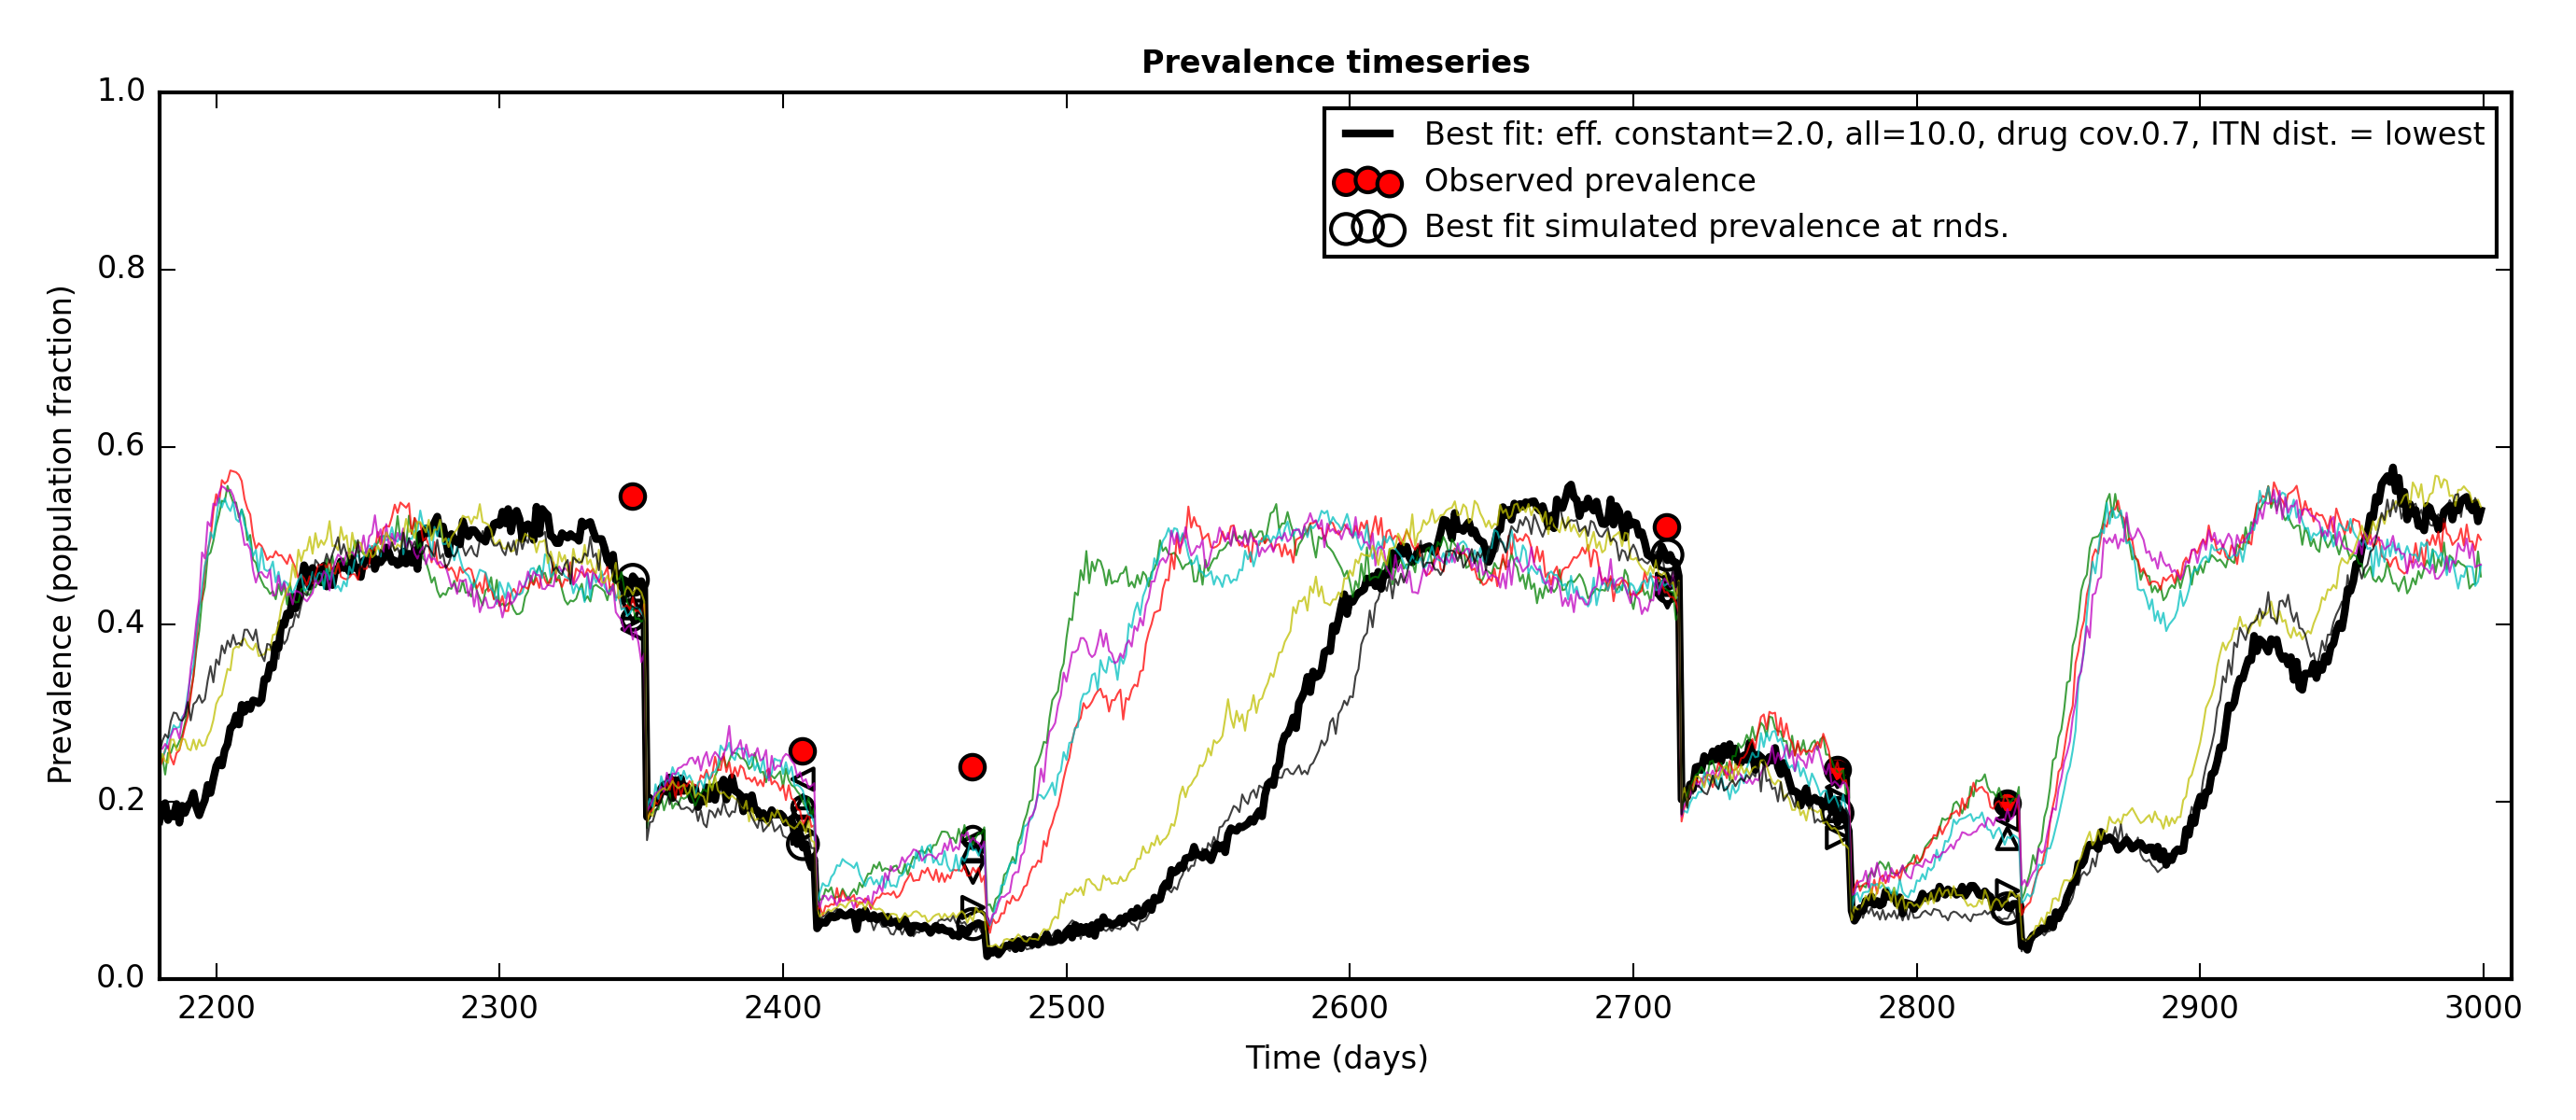 Prevalence timeseries
1.0
0.8
0.6
0.4
0.2
0.0
Prevalence (population fraction)
Best fit: eff. constant=2.0, all=10.0, drug cov.0.7, ITN dist. = lowest
Observed prevalence
Best fit simulated prevalence at rnds.
2200 2300 2400 2500 2600 2700 2800 2900 3000
Time (days)